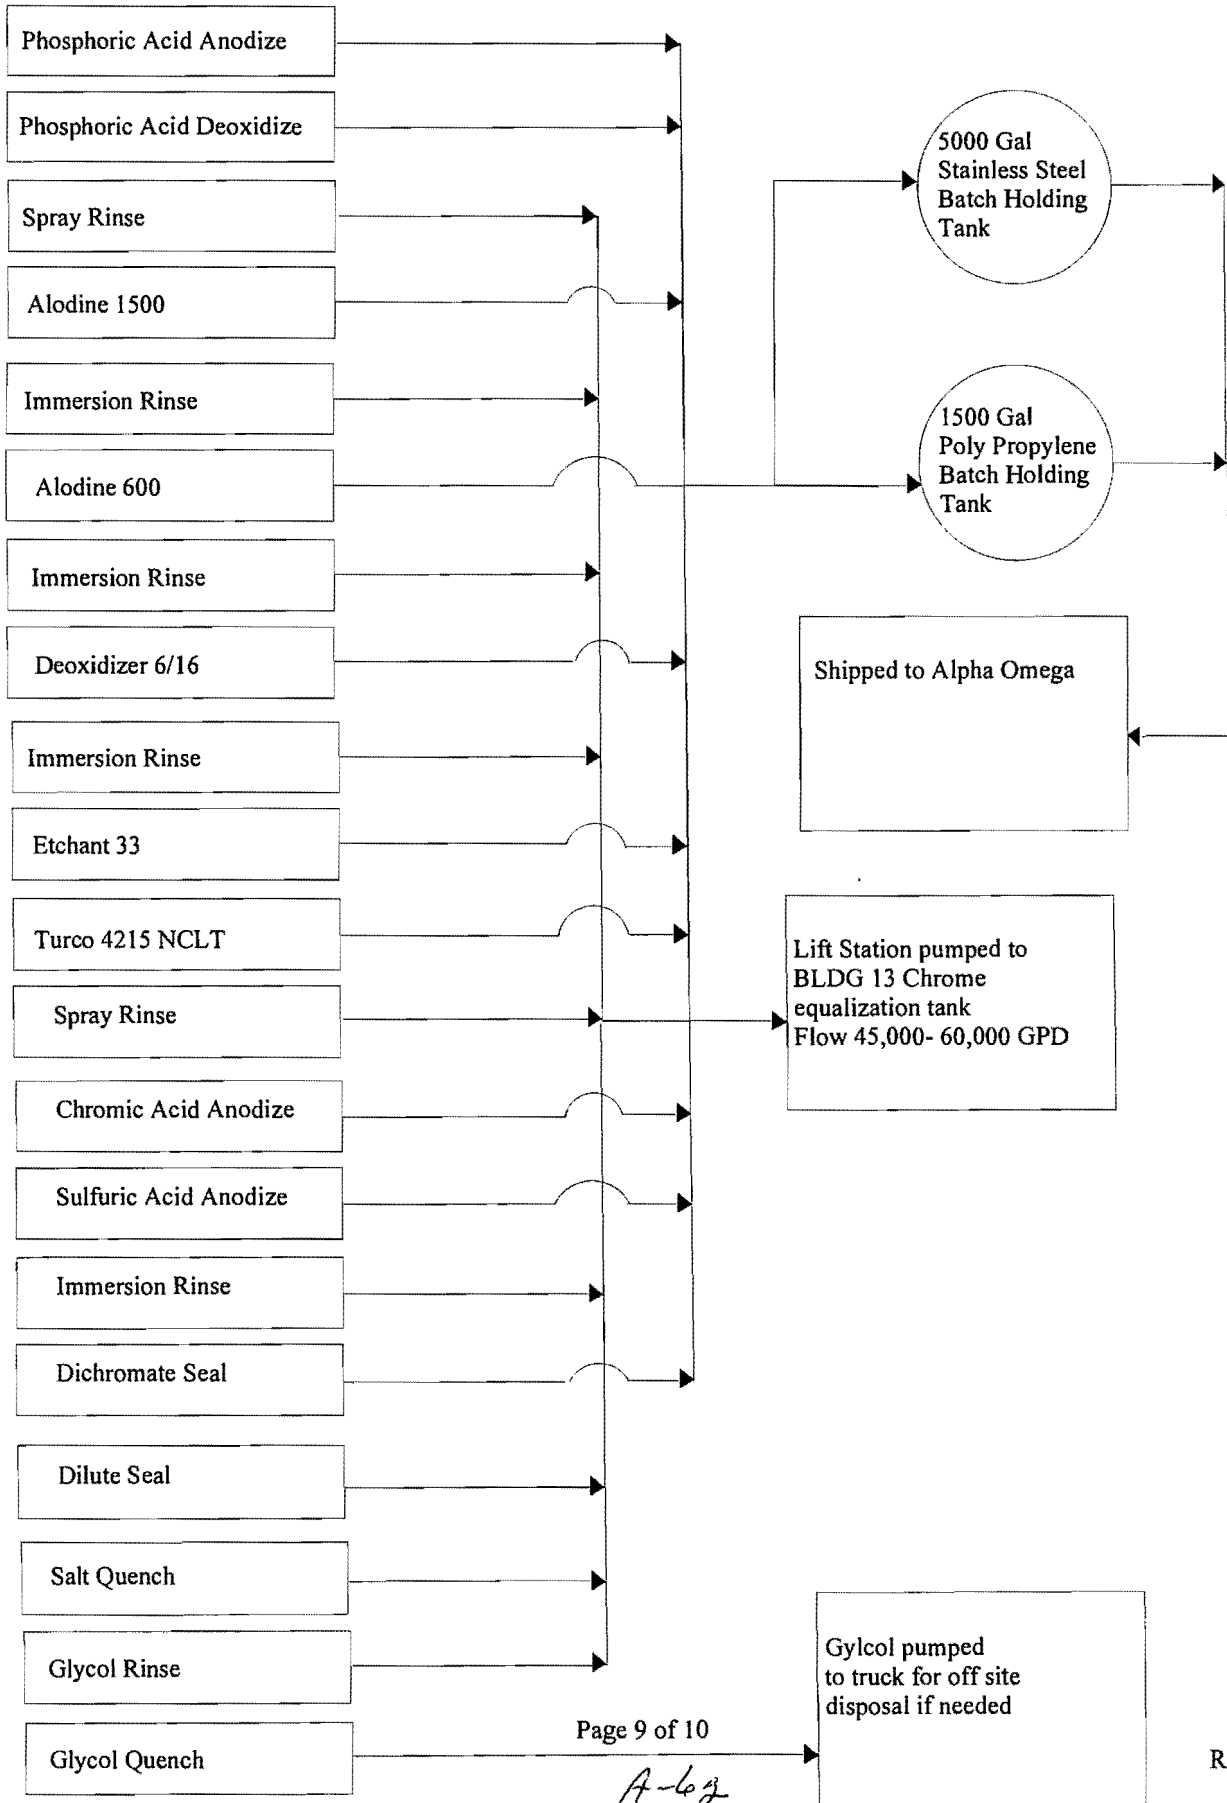 Phosphoric Acid Anodize
Phosphoric Acid Deoxidize
Spray Rinse
Alodine 1500
Immersion Rinse
Alodine 600
Immersion Rinse
Deoxidizer 6/16
Immersion Rinse
Etchant 33
Turco 4215 NCLT
Spray Rinse
Chromic Acid Anodize
Sulfuric Acid Anodize
Immersion Rinse
Dichromate Seal
Dilute Seal
Salt Quench
Glycol Rinse
Glycol Quench
5000 Gal
Stainless Steel
Batch Holding
Tank
1500 Gal
Poly Propylene
Batch Holding
Tank
Shipped to Alpha Omega
Lift Station pumped to
BLDG 13 Chrome
equalization tank
Flow 45,000- 60,000 GPD
Gylcol pumped
to truck for off site
disposal if needed
Page 9 of 10
R